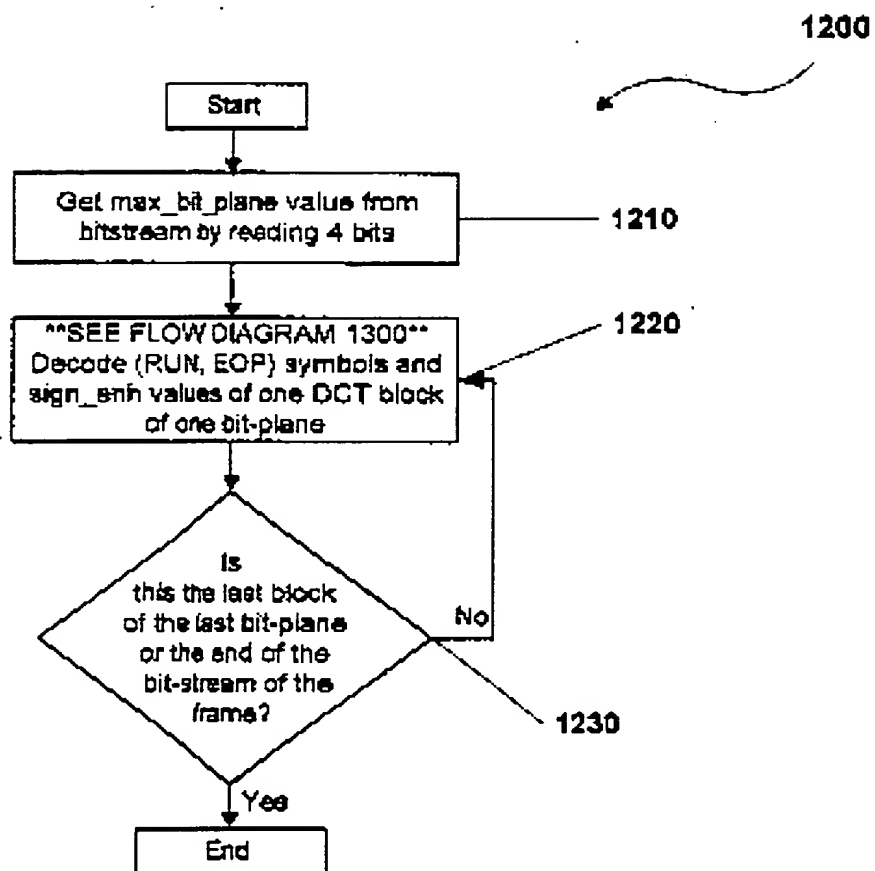 1200
Start
Get max_bit_plane value from
bitstream by reading 4 bits
1210
**SEE FLOW DIAGRAM 1300**
Decode (RUN, EOP) symbols and
sign_enh values of one DCT block
of one bit-plane
1220
Is
this the last block
of the last bit-plane
or the end of the
bit-stream of the
frame?
No
1230
Yes
End